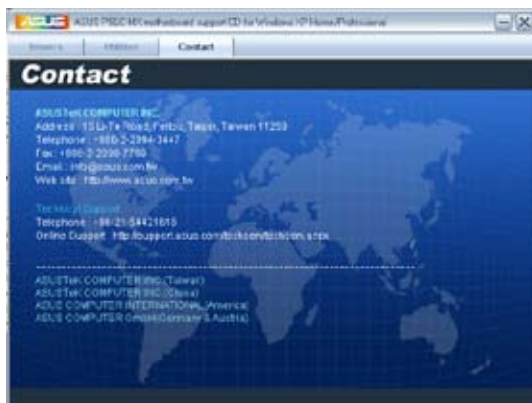 ASUS P5GC-MX motherboard support CD for Windows XP Home/Professional
Drivers Utilities Contact
Contact
ASUSTeK COMPUTER INC.
Address : 15 Li-Te Road, Peitou, Taipei, Taiwan 11259
Telephone : +886-2-2894-3447
Fax : +886-2-2890-7798
Email : info@asus.com.tw
Web site : http://www.asus.com.tw
Technical Support
Telephone : +86-21-54421616
Online Support : http://support.asus.com/techserv/techserv.aspx
ASUSTeK COMPUTER INC.(Taiwan)
ASUSTeK COMPUTER INC.(China)
ASUS COMPUTER INTERNATIONAL(America)
ASUS COMPUTER GmbH(Germany & Austria)